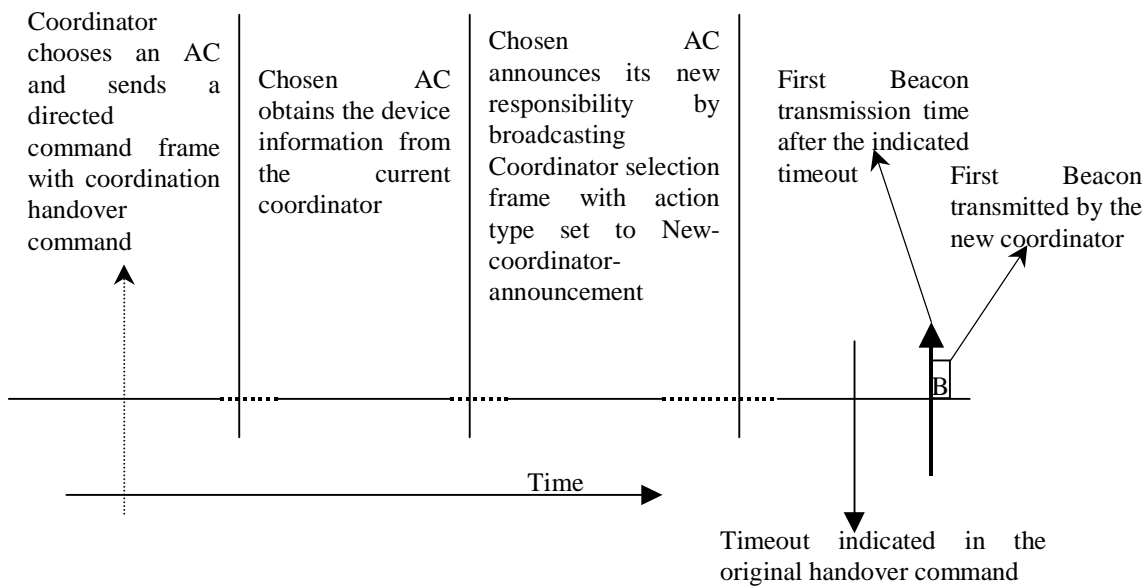 Coordinator
chooses an AC
and sends a
directed
command frame
with coordination
handover
command
Chosen AC
obtains the device
information from
the current
coordinator
Chosen AC
announces its new
responsibility by
broadcasting
Coordinator selection
frame with action
type set to New-
coordinator-
announcement
First Beacon
transmission time
after the indicated
timeout
First Beacon
transmitted by the
new coordinator
B
Time
Timeout indicated in the
original handover command